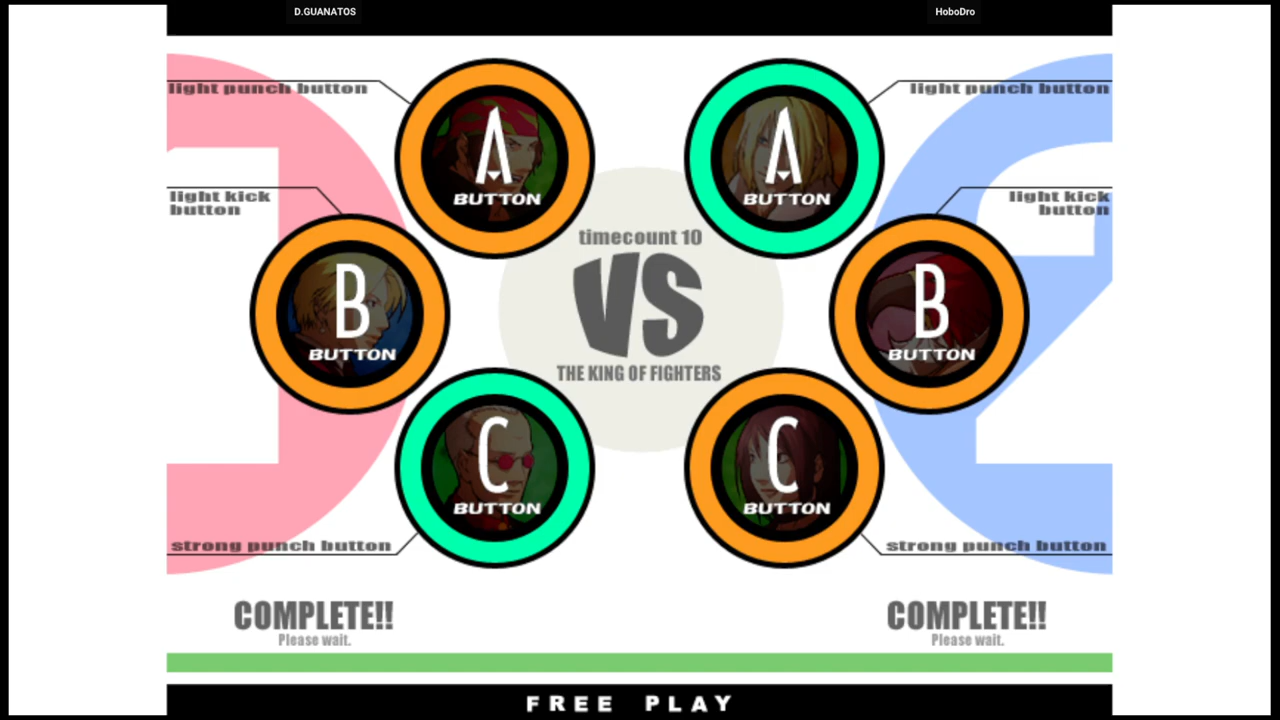 D.GUANATOS
HoboDro
light punch button
light punch button
A
BUTTON
A
BUTTON
light kick
button
light kick
button
timecount 10
VS
THE KING OF FIGHTERS
B
BUTTON
B
BUTTON
C
BUTTON
C
BUTTON
strong punch button
strong punch button
COMPLETE!!
Please wait.
COMPLETE!!
Please wait.
FREE PLAY